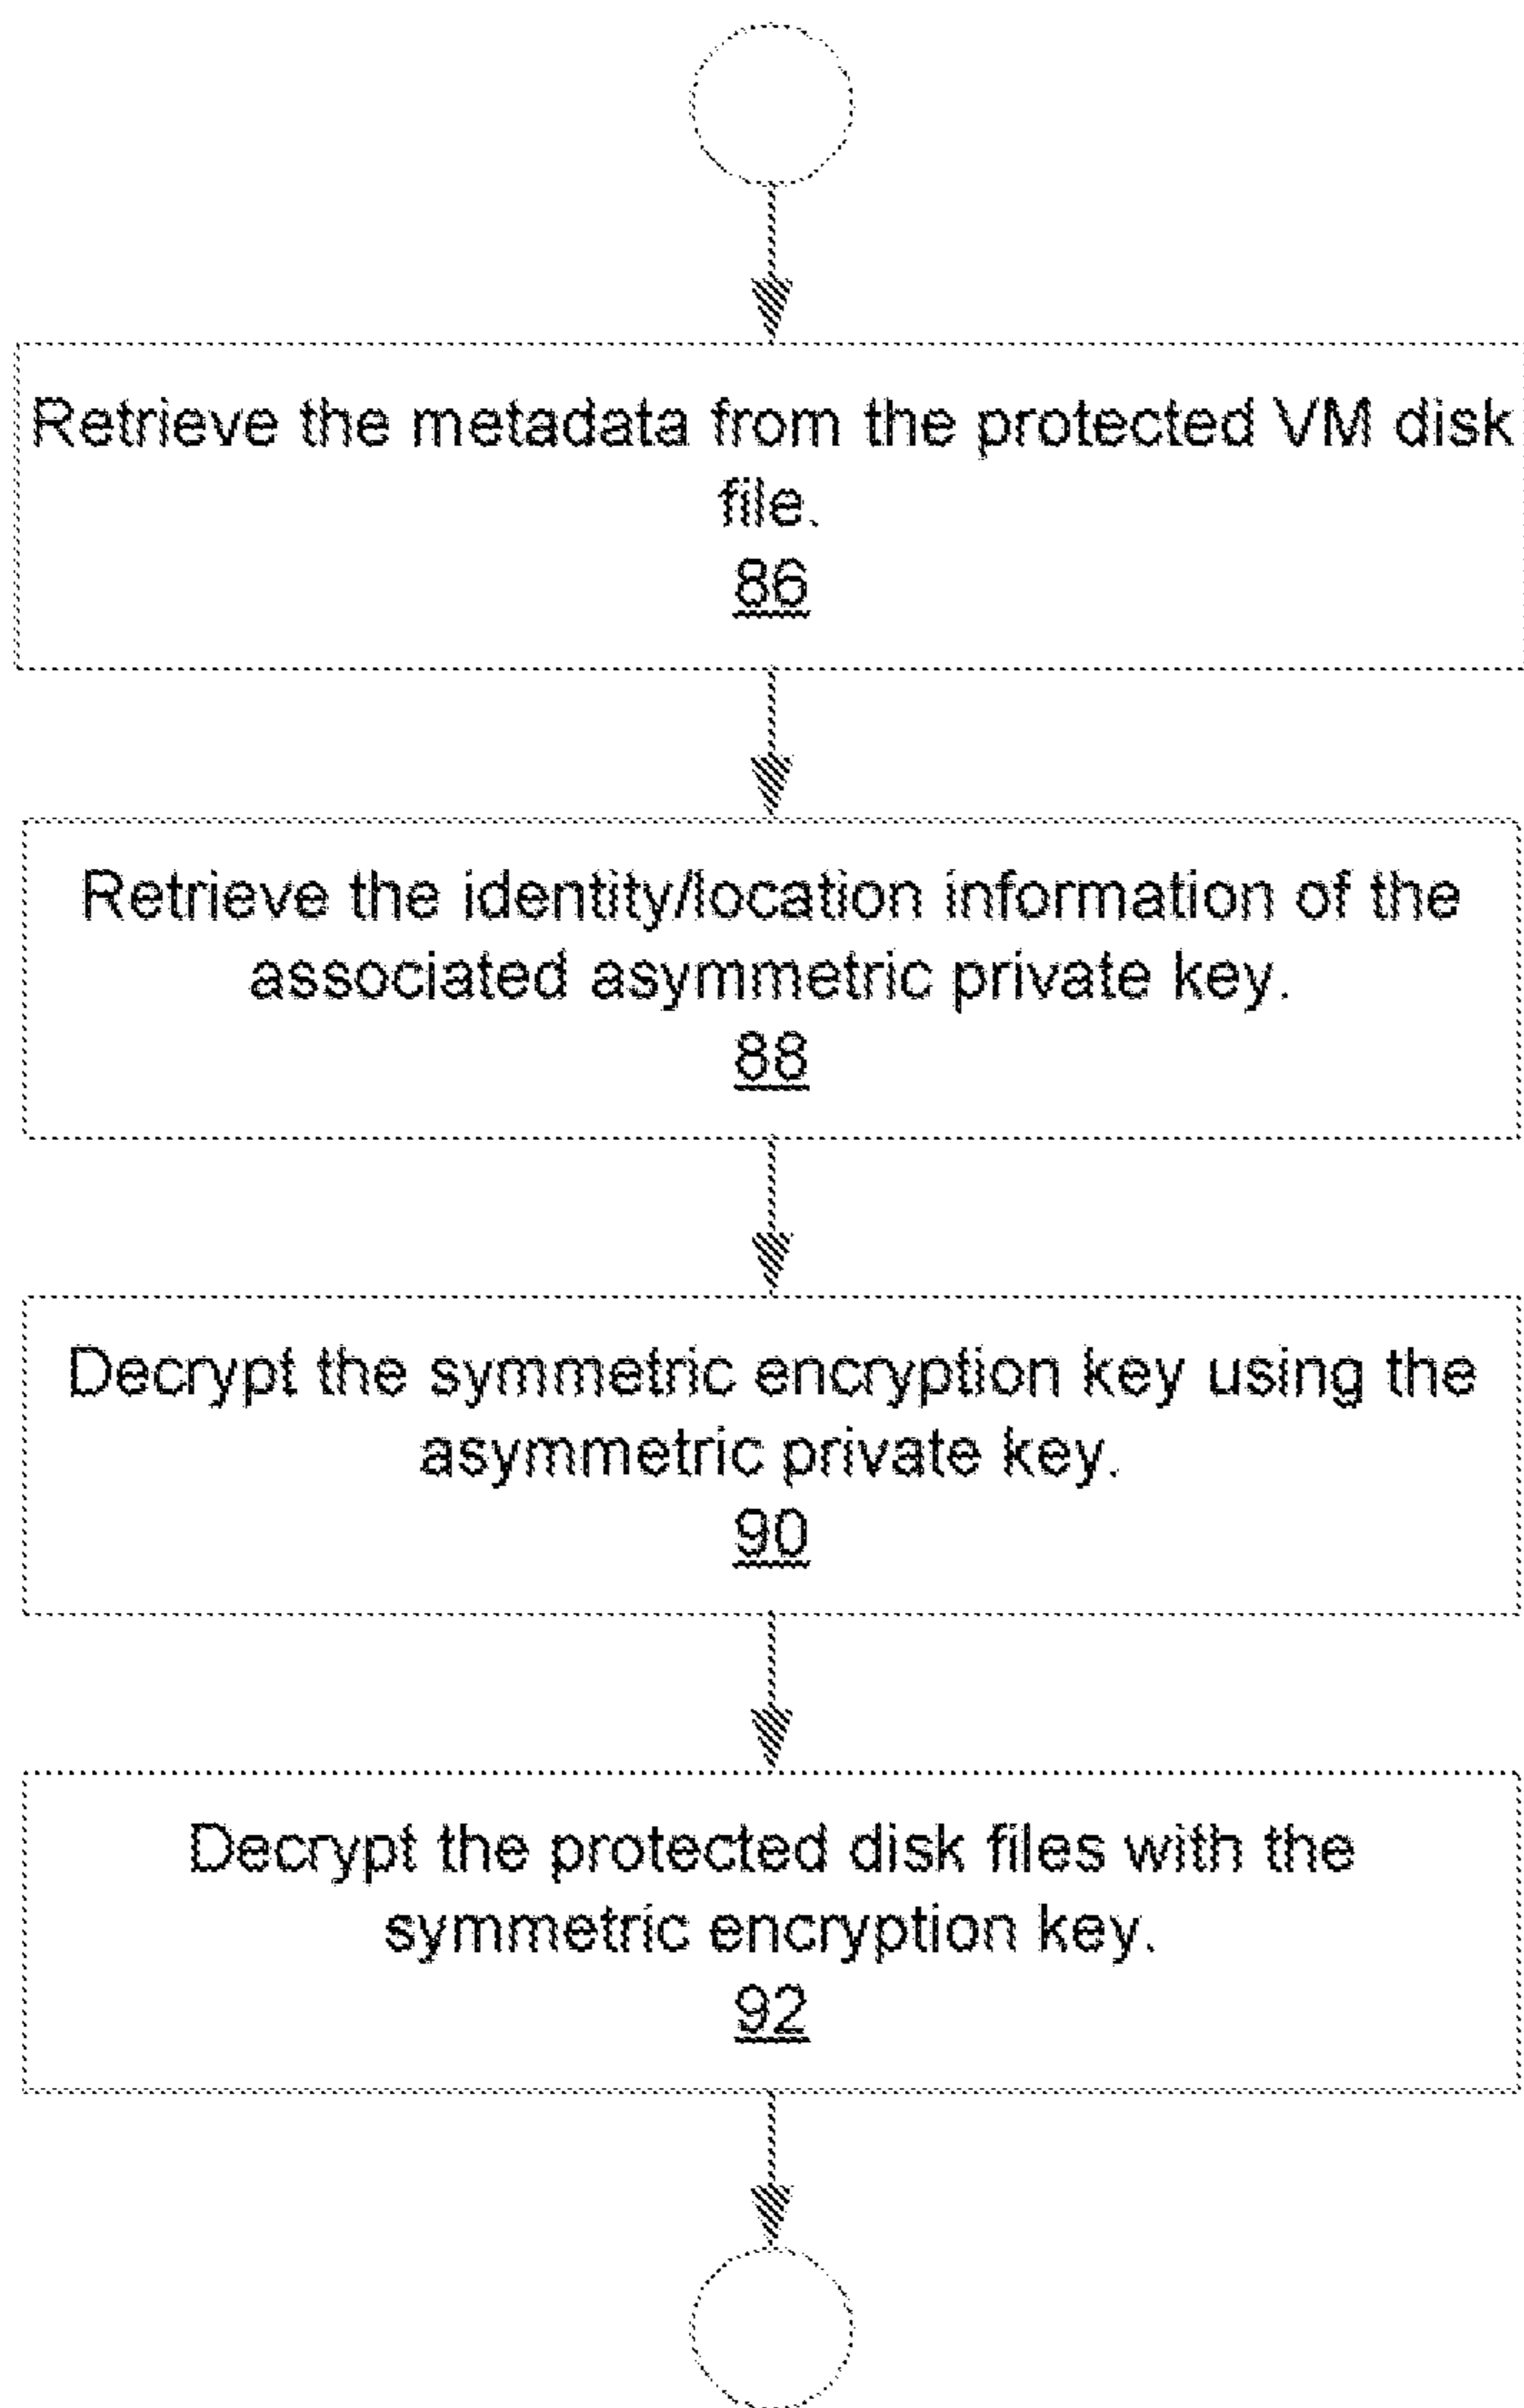 Retrieve the metadata from the protected VM disk
file.
86
Retrieve the identity/location information of the
associated asymmetric private key.
88
Decrypt the symmetric encryption key using the
asymmetric private key.
90
Decrypt the protected disk files with the
symmetric encryption key.
92